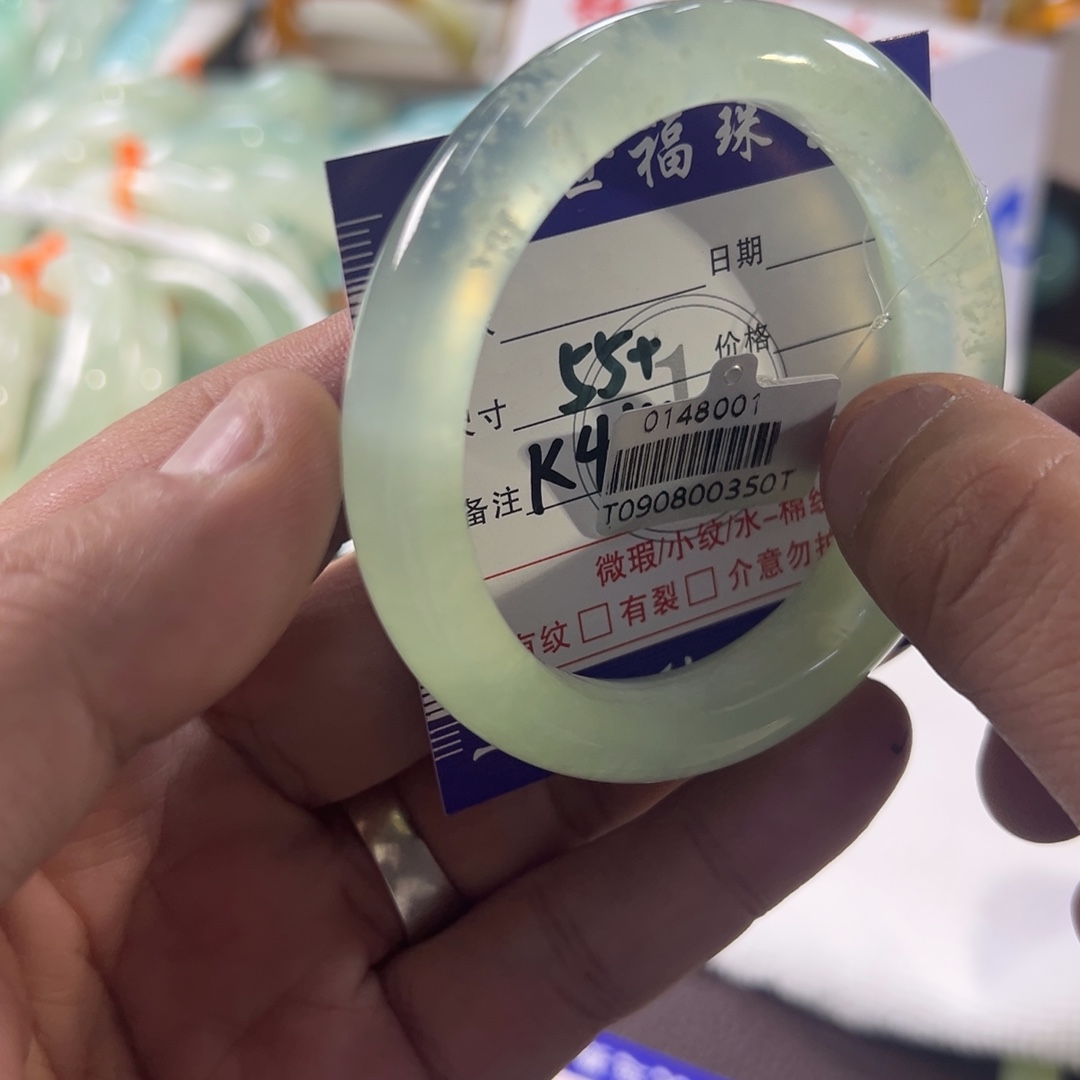 福珠
日期
55+
价格
寸
0148001
备注 K4
T090800350T
微瑕/小纹/水-棉纹
有纹□有裂□介意勿拍